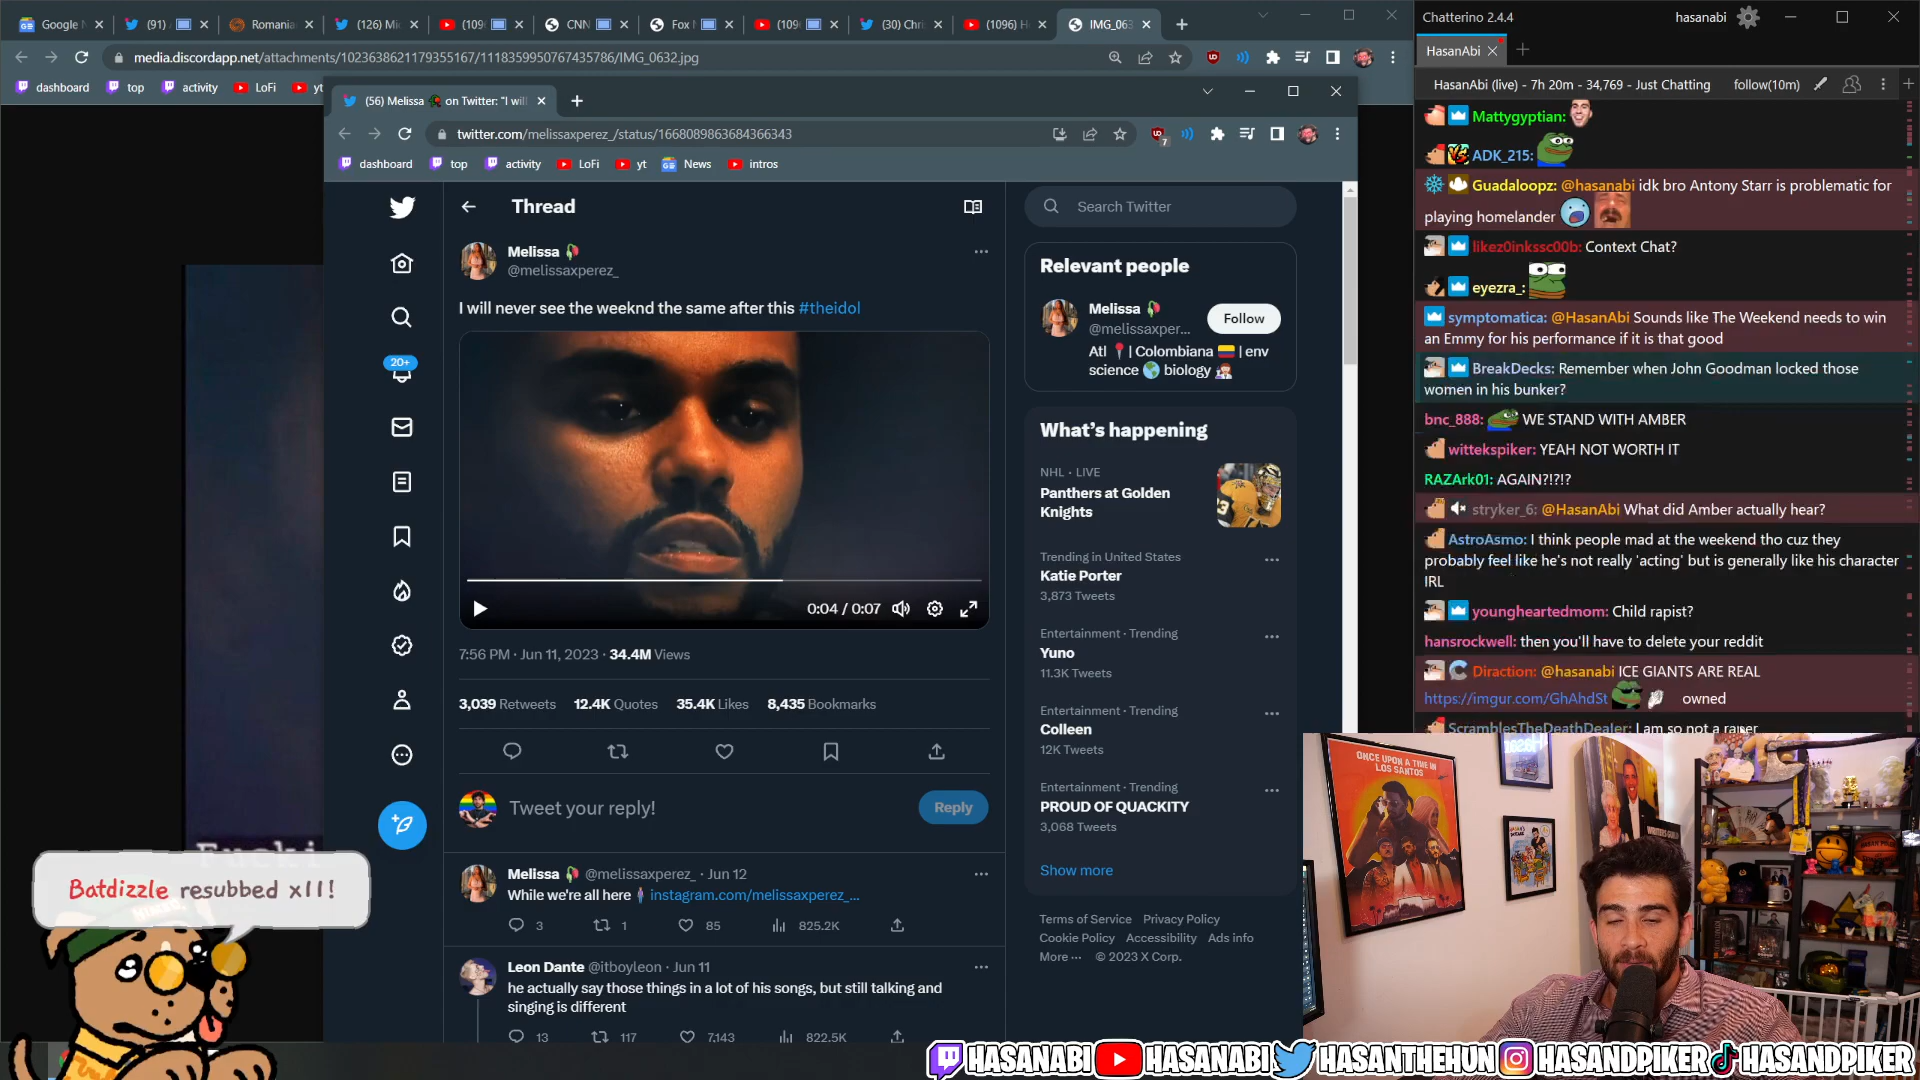 Google N
(91)
Romania
(126) Mi
(109
CNN
Fox N
(109
(30) Chri
(1096) H
IMG_063
media.discordapp.net/attachments/1023638621179355167/1118359950767435786/IMG_0632.jpg
dashboard
top
activity
LoFi
yt
(56) Melissa on Twitter: "I will
twitter.com/melissaxperez_/status/1668089863684366343
7
dashboard
top
activity
LoFi
yt
News
intros
20+
Thread
Melissa
@melissaxperez_
I will never see the weeknd the same after this #theidol
0:04 / 0:07
7:56 PM · Jun 11, 2023 · 34.4M Views
3,039 Retweets 12.4K Quotes 35.4K Likes 8,435 Bookmarks
Tweet your reply!
Reply
Melissa @melissaxperez_ · Jun 12
While we're all here instagram.com/melissaxperez_...
3 1 85 825.2K
Leon Dante @itboyleon · Jun 11
he actually say those things in a lot of his songs, but still talking and
singing is different
13 117 7,143 822.5K
Search Twitter
Relevant people
Melissa
@melissaxper...
Follow
Atl | Colombiana | env
science biology
What's happening
NHL · LIVE
Panthers at Golden
Knights
Trending in United States
Katie Porter
3,873 Tweets
Entertainment · Trending
Yuno
11.3K Tweets
Entertainment · Trending
Colleen
12K Tweets
Entertainment · Trending
PROUD OF QUACKITY
3,068 Tweets
Show more
Terms of Service Privacy Policy
Cookie Policy Accessibility Ads info
More ··· © 2023 X Corp.
Chatterino 2.4.4
hasanabi
HasanAbi
HasanAbi (live) - 7h 20m - 34,769 - Just Chatting
follow(10m)
Mattygyptian:
ADK_215:
Guadaloopz: @hasanabi idk bro Antony Starr is problematic for
playing homelander
likez0inkssc00b: Context Chat?
eyezra_:
symptomatica: @HasanAbi Sounds like The Weekend needs to win
an Emmy for his performance if it is that good
BreakDecks: Remember when John Goodman locked those
women in his bunker?
bnc_888: WE STAND WITH AMBER
wittekspiker: YEAH NOT WORTH IT
RAZArk01: AGAIN?!?!?
stryker_6: @HasanAbi What did Amber actually hear?
AstroAsmo: I think people mad at the weekend tho cuz they
probably feel like he's not really 'acting' but is generally like his character
IRL
youngheartedmom: Child rapist?
hansrockwell: then you'll have to delete your reddit
Diraction: @hasanabi ICE GIANTS ARE REAL
https://imgur.com/GhAhdSt owned
ScramblesTheDeathDealer: I am so not a raper
ONCE UPON A TIME IN
LOS SANTOS
Batdizzle resubbed x11!
HASANABI
HASANABI
HASANTHEHUN
HASANDPIKER
HASANDPIKER